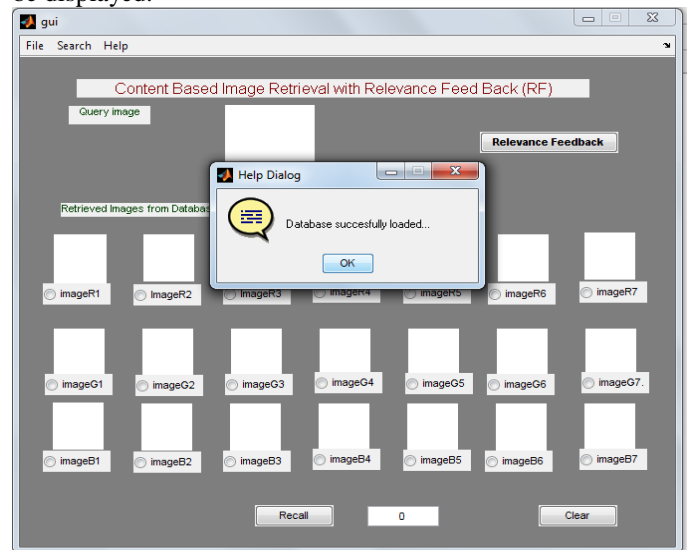 be displayed.
gui
File Search Help
Content Based Image Retrieval with Relevance Feed Back (RF)
Query image
Relevance Feedback
Help Dialog
Database succesfully loaded...
OK
Retrieved Images from Databas
imageR1 ImageR2 ImageR3 imageR4 imageR5 imageR6 imageR7
imageG1 imageG2 imageG3 imageG4 imageG5 imageG6 imageG7.
imageB1 imageB2 imageB3 imageB4 imageB5 imageB6 imageB7
Recall 0 Clear